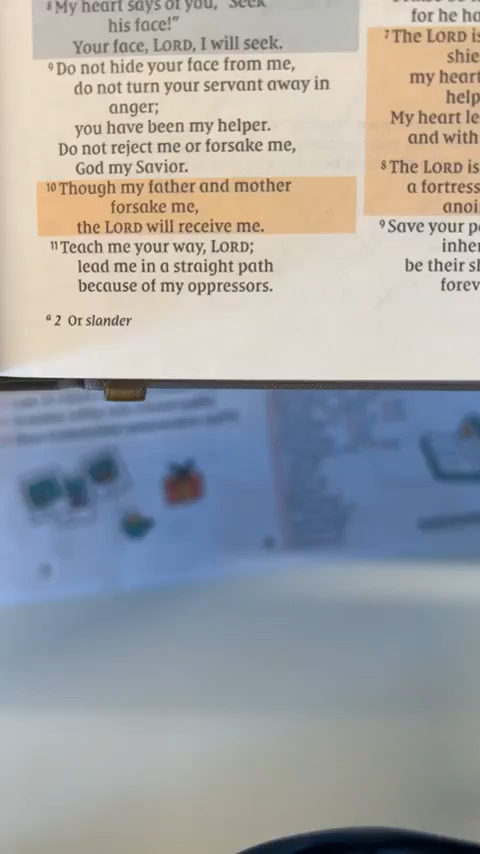 8 My heart says of you, "Seek
his face!"
Your face, LORD, I will seek.
9 Do not hide your face from me,
do not turn your servant away in
anger;
you have been my helper.
Do not reject me or forsake me,
God my Savior.
10 Though my father and mother
forsake me,
the LORD will receive me.
11 Teach me your way, LORD;
lead me in a straight path
because of my oppressors.
a 2 Or slander
for he ha
7 The LORD is
shie
my heart
help
My heart le
and with
8 The LORD is
a fortress
anoi
9 Save your pe
inher
be their sh
forev